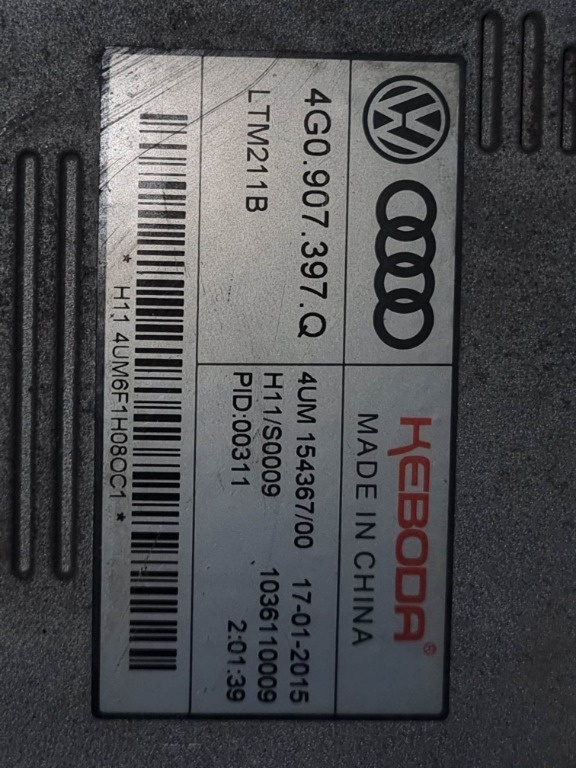 KEBODA®
MADE IN CHINA
4G0.907.397.Q
LTM211B
4UM 154367/00 17-01-2015
H11/S0009 1036110009
PID:00311 2:01:39
* H11 4UM6F1H08OC1 *